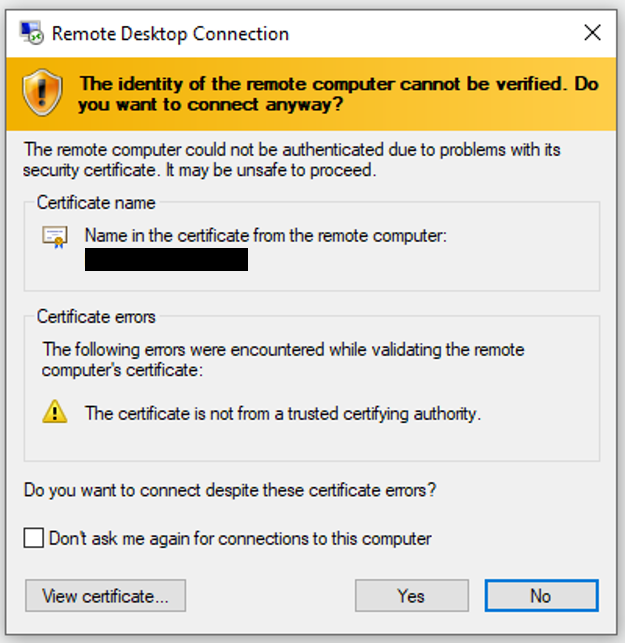 Remote Desktop Connection
The identity of the remote computer cannot be verified. Do
you want to connect anyway?
The remote computer could not be authenticated due to problems with its
security certificate. It may be unsafe to proceed.
Certificate name
Name in the certificate from the remote computer:
Certificate errors
The following errors were encountered while validating the remote
computer's certificate:
The certificate is not from a trusted certifying authority.
Do you want to connect despite these certificate errors?
Don't ask me again for connections to this computer
View certificate... Yes No